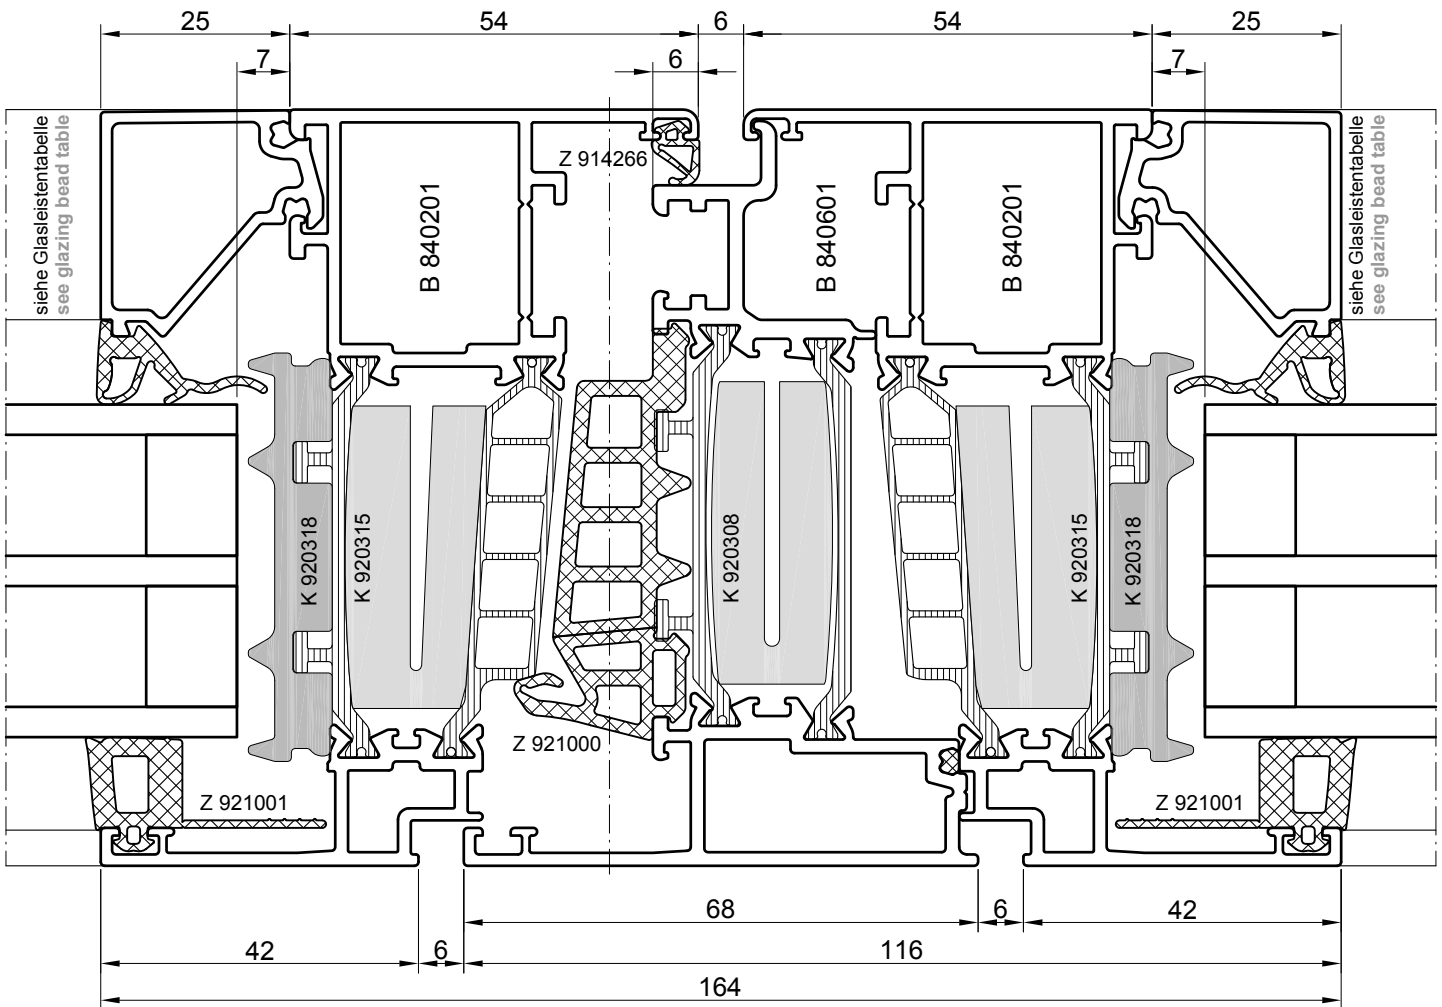 25
54
6
54
25
7
6
7
siehe Glasleistentabelle
see glazing bead table
B 840201
Z 914266
B 840601
B 840201
siehe Glasleistentabelle
see glazing bead table
K 920318
K 920315
K 920308
K 920315
K 920318
Z 921000
Z 921001
Z 921001
68
6
42
42
6
116
164